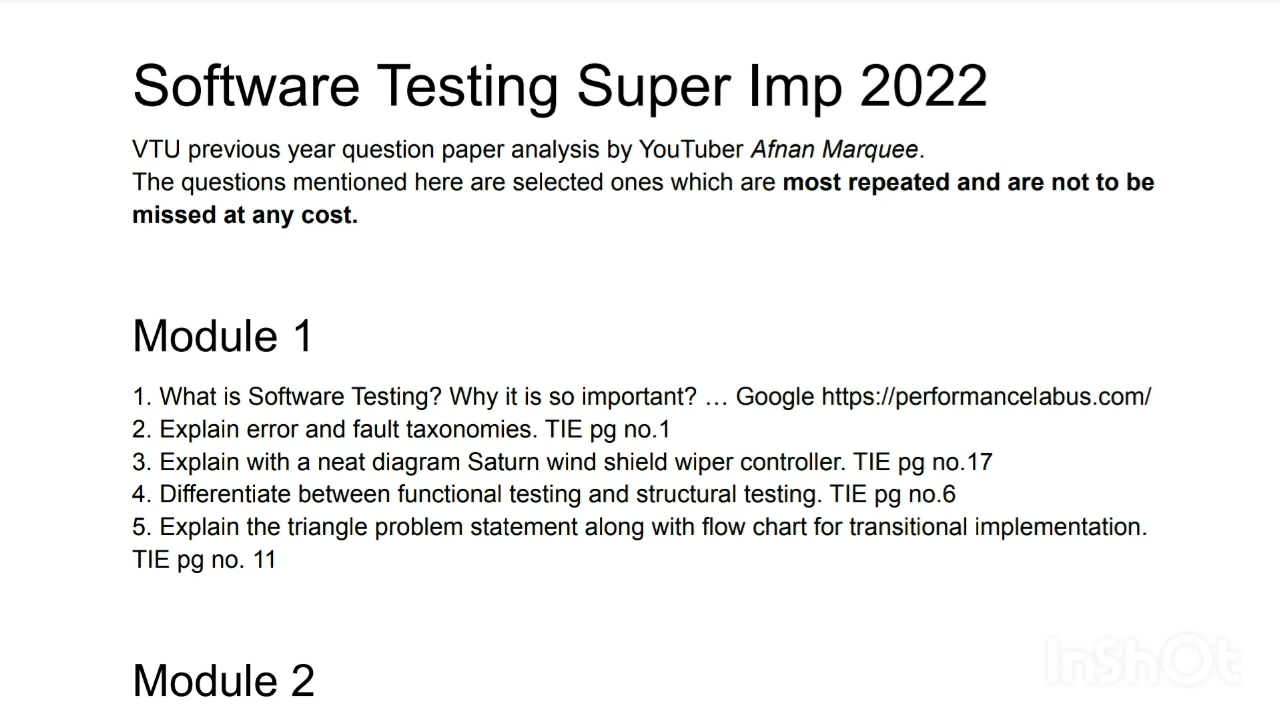 Software Testing Super Imp 2022
VTU previous year question paper analysis by YouTuber Afnan Marquee.
The questions mentioned here are selected ones which are most repeated and are not to be
missed at any cost.
Module 1
1. What is Software Testing? Why it is so important? … Google https://performancelabus.com/
2. Explain error and fault taxonomies. TIE pg no.1
3. Explain with a neat diagram Saturn wind shield wiper controller. TIE pg no.17
4. Differentiate between functional testing and structural testing. TIE pg no.6
5. Explain the triangle problem statement along with flow chart for transitional implementation.
TIE pg no. 11
Module 2
InShOt